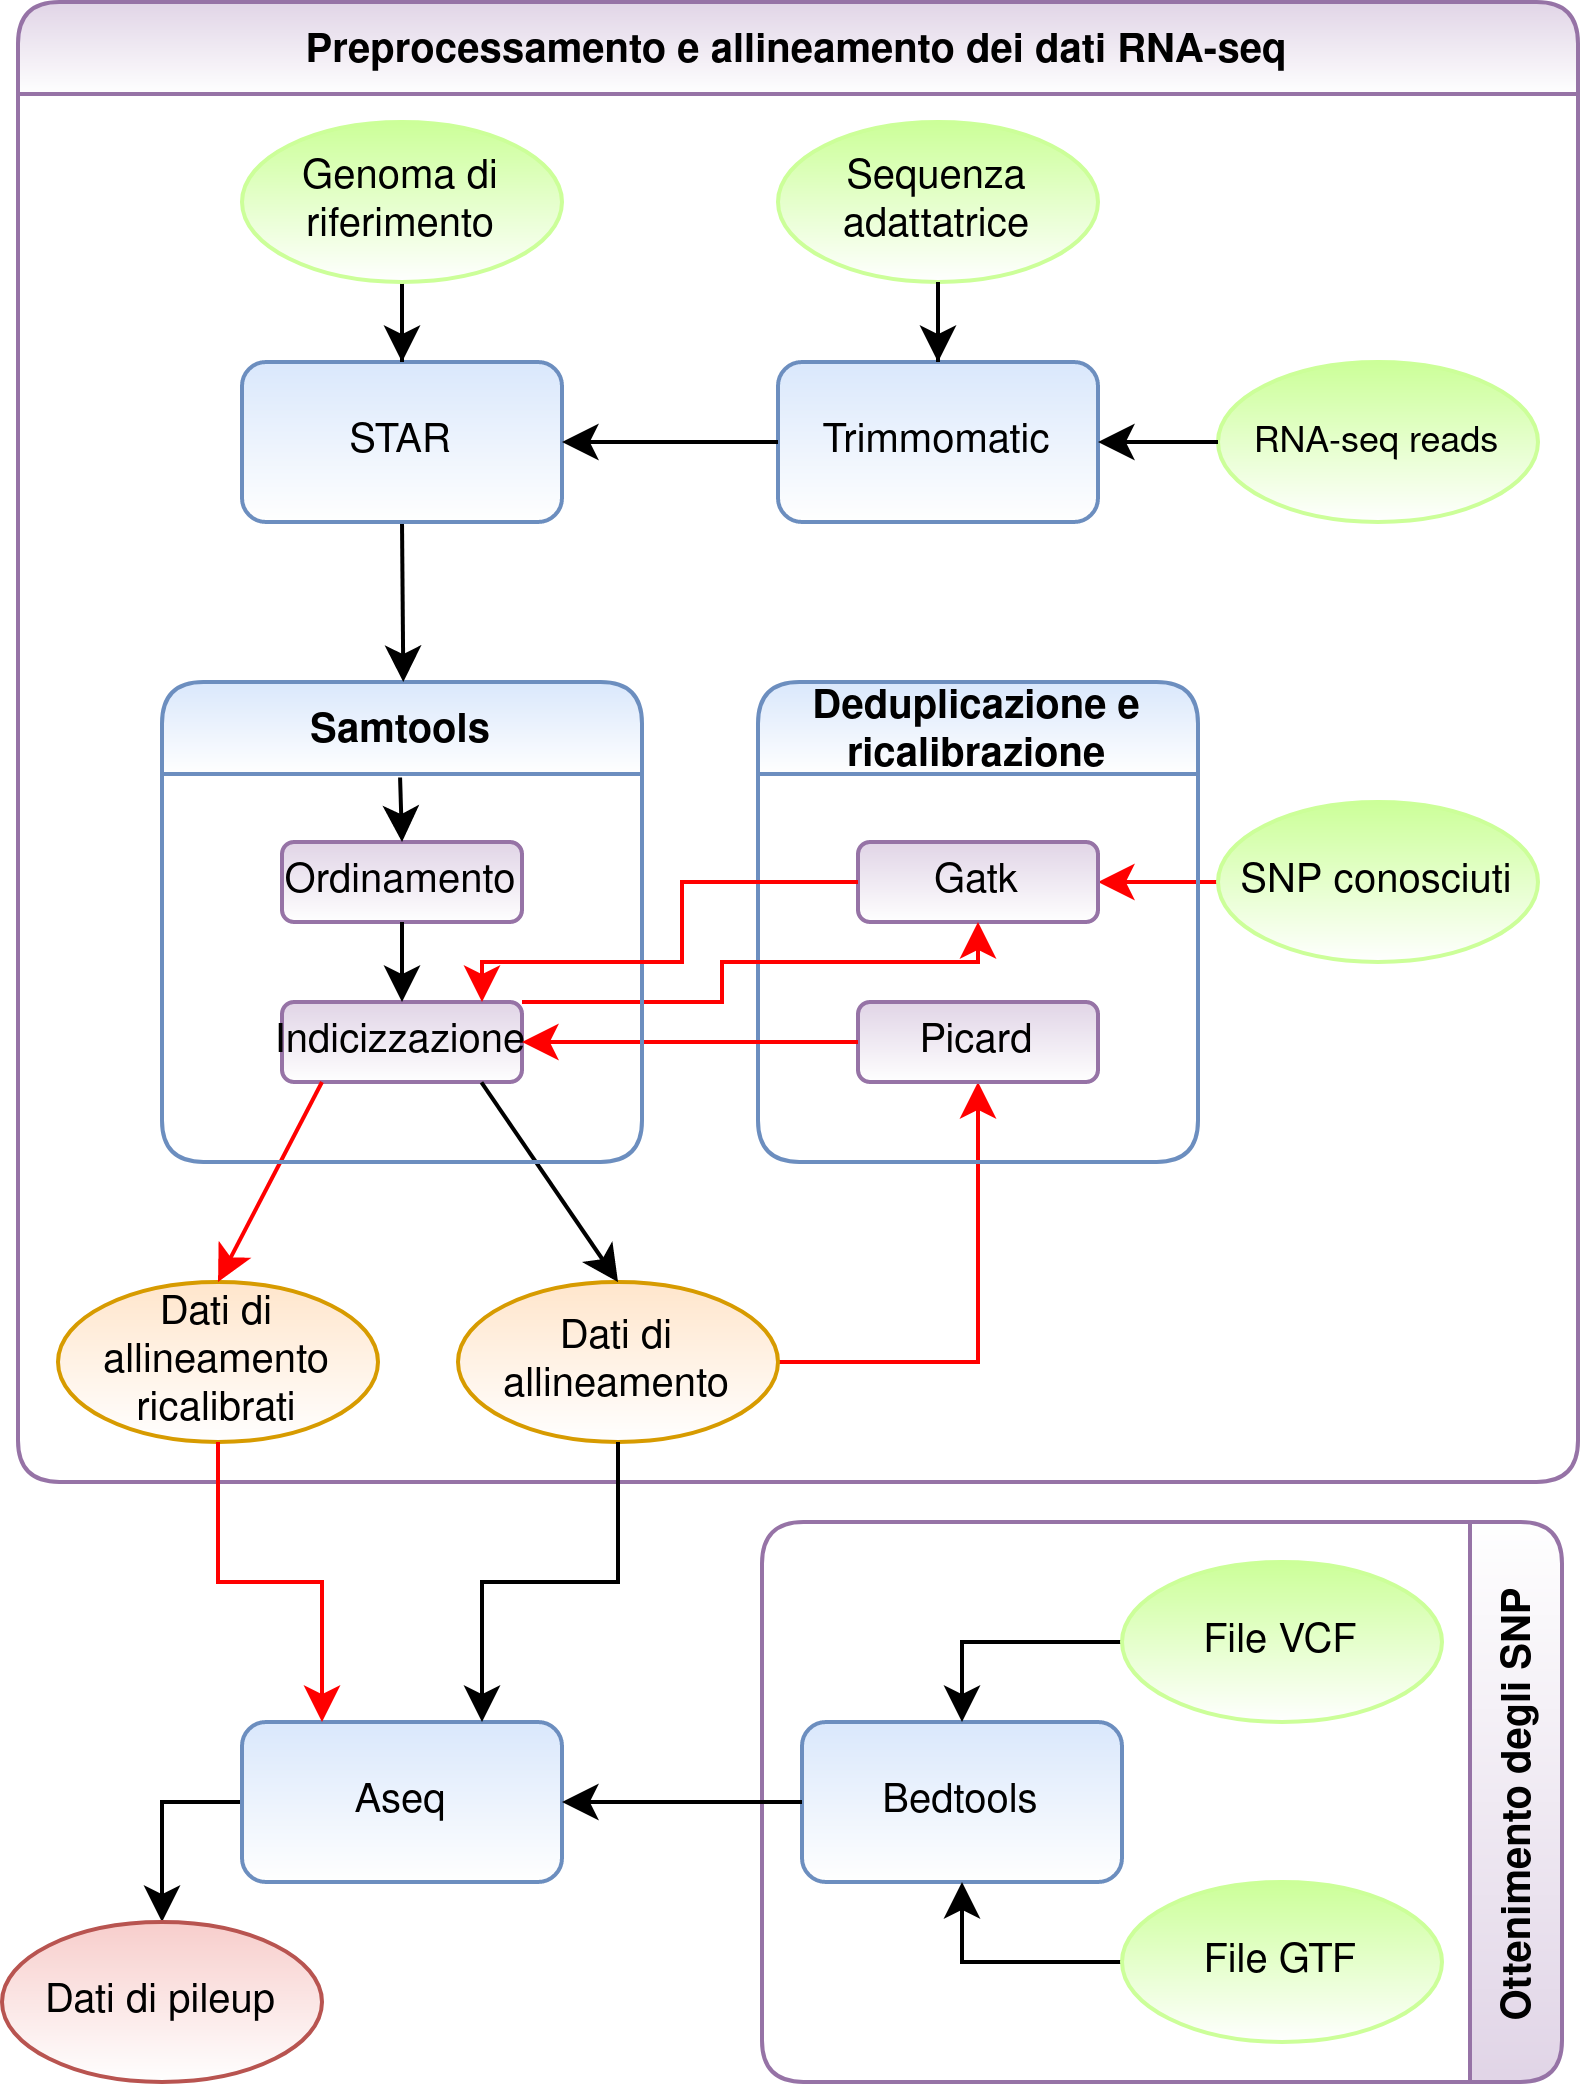 Preprocessamento e allineamento dei dati RNA-seq
Genoma di
riferimento
Sequenza
adattatrice
STAR
Trimmomatic
RNA-seq reads
Samtools
Deduplicazione e
ricalibrazione
Ordinamento
Gatk
SNP conosciuti
Indicizzazione
Picard
Dati di
allineamento
ricalibrati
Dati di
allineamento
File VCF
Aseq
Bedtools
Ottenimento degli SNP
File GTF
Dati di pileup